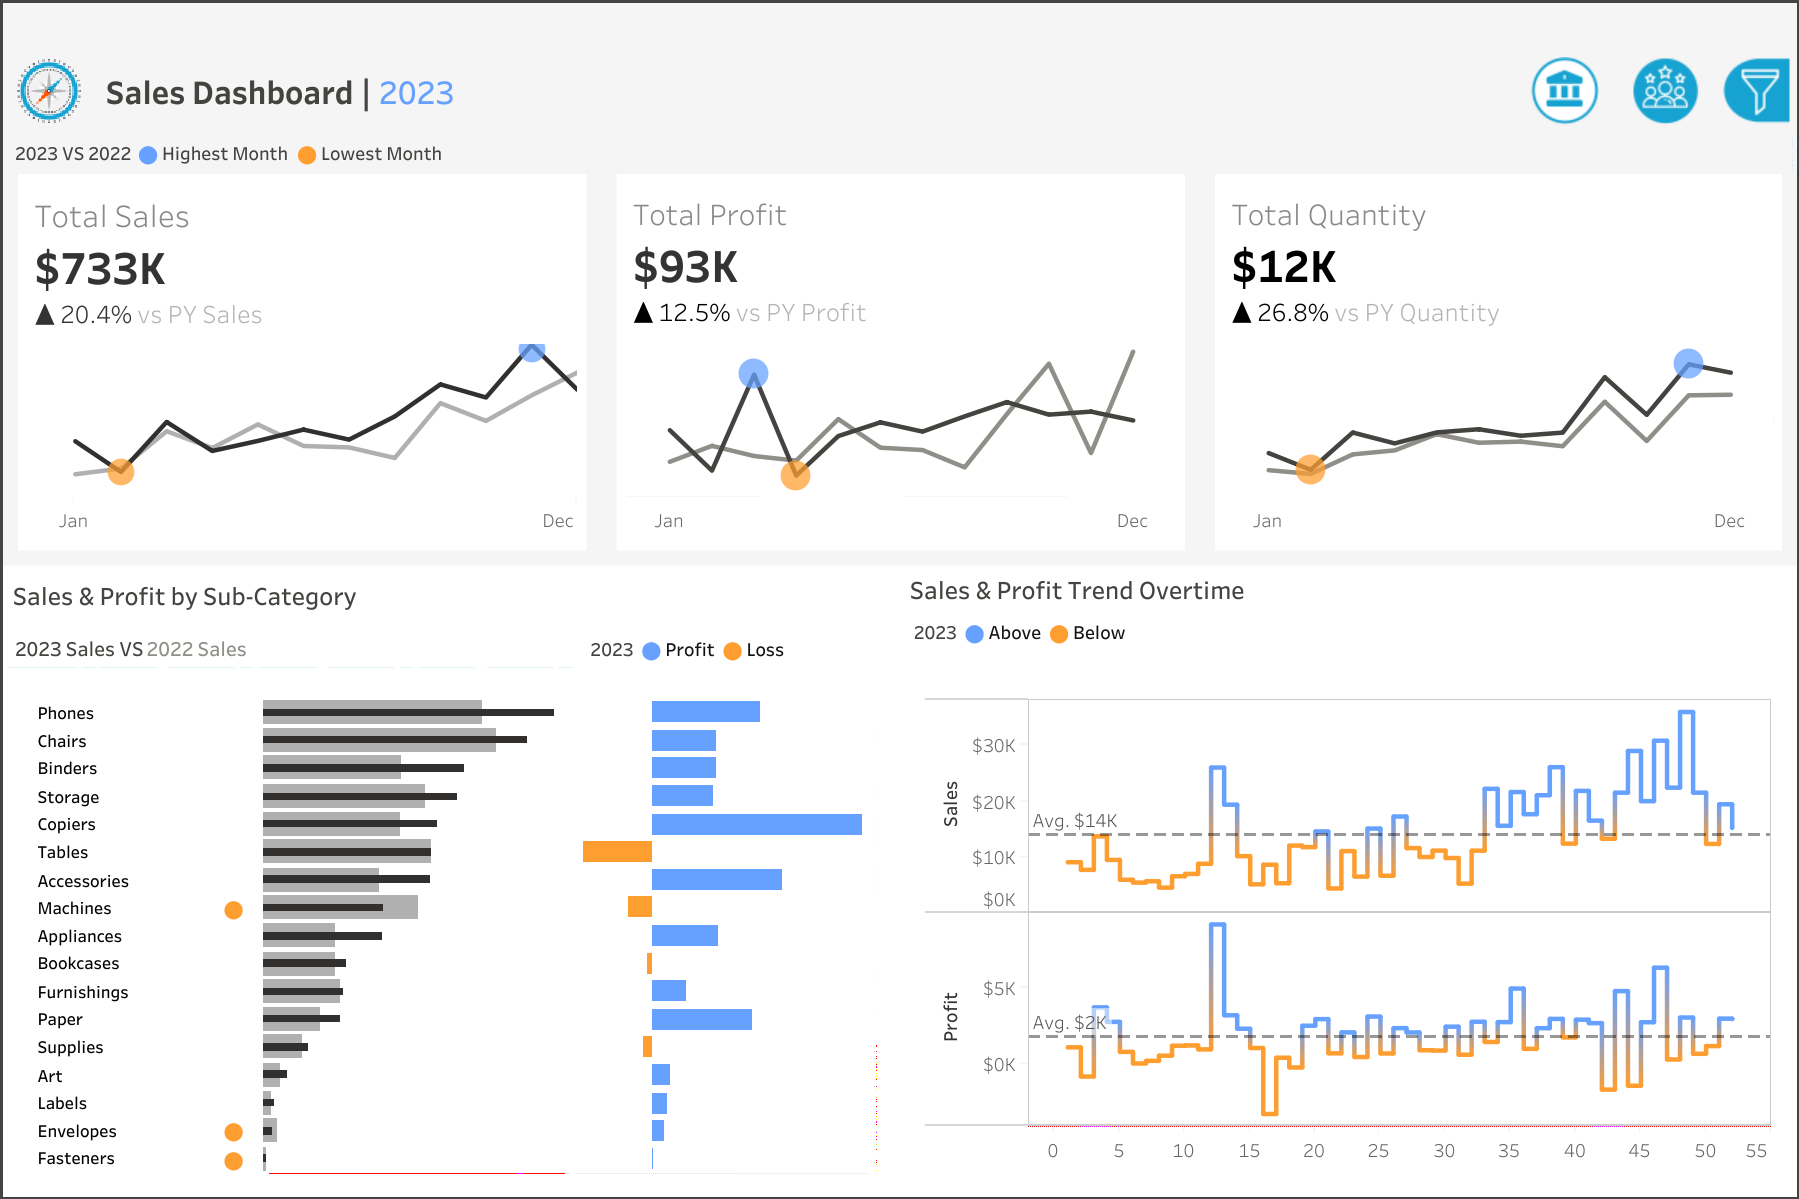 Sales Dashboard | 2023
2023 VS 2022 Highest Month Lowest Month
Total Sales
$733K
▲ 20.4% vs PY Sales
Jan Dec
Total Profit
$93K
▲ 12.5% vs PY Profit
Jan Dec
Total Quantity
$12K
▲ 26.8% vs PY Quantity
Jan Dec
Sales & Profit by Sub-Category
2023 Sales VS 2022 Sales
2023 Profit Loss
Phones
Chairs
Binders
Storage
Copiers
Tables
Accessories
Machines
Appliances
Bookcases
Furnishings
Paper
Supplies
Art
Labels
Envelopes
Fasteners
Sales & Profit Trend Overtime
2023 Above Below
Sales
$30K
$20K
Avg. $14K
$10K
$0K
Profit
$5K
Avg. $2K
$0K
0 5 10 15 20 25 30 35 40 45 50 55